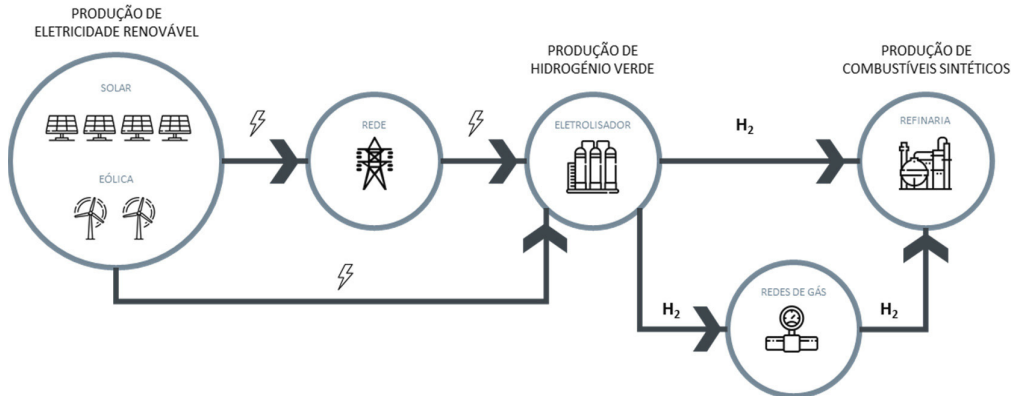 PRODUÇÃO DE
ELETRICIDADE RENOVÁVEL
SOLAR
EÓLICA
REDE
PRODUÇÃO DE
HIDROGÉNIO VERDE
ELETROLISADOR
H₂
PRODUÇÃO DE
COMBUSTÍVEIS SINTÉTICOS
REFINARIA
H₂
REDES DE GÁS
H₂